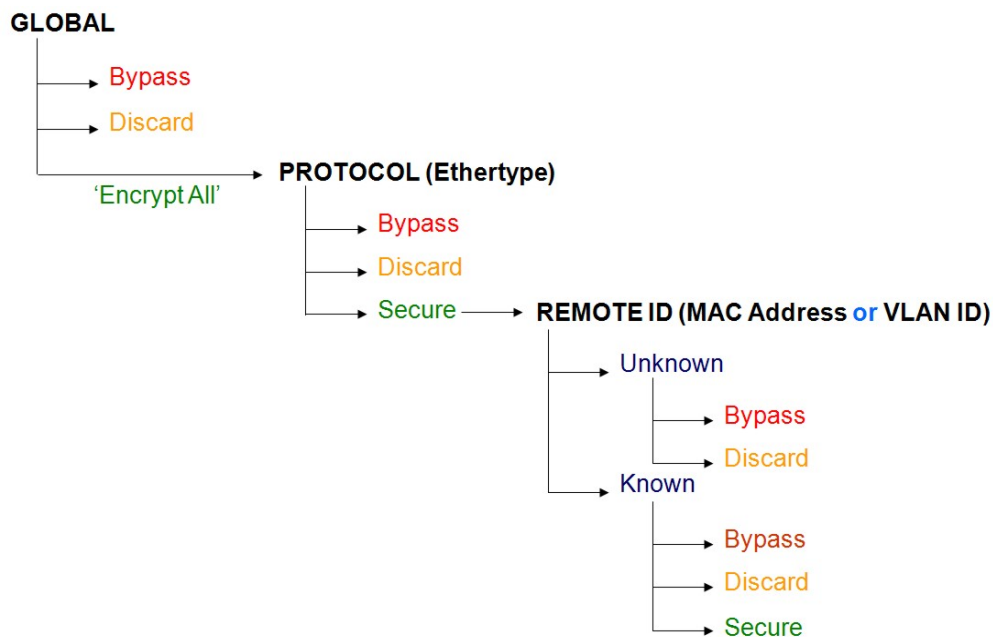 GLOBAL
Bypass
Discard
‘Encrypt All’
PROTOCOL (Ethertype)
Bypass
Discard
Secure
REMOTE ID (MAC Address or VLAN ID)
Unknown
Bypass
Discard
Known
Bypass
Discard
Secure